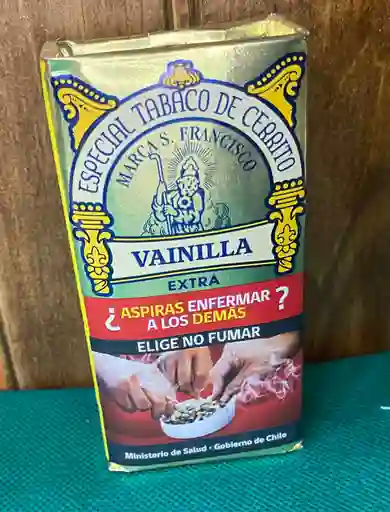 ESPECIAL TABACO DE CERRITO
MARCA S. FRANCISCO
VAINILLA
EXTRA
¿ASPIRAS ENFERMAR
A LOS DEMÁS?
ELIGE NO FUMAR
Ministerio de Salud - Gobierno de Chile